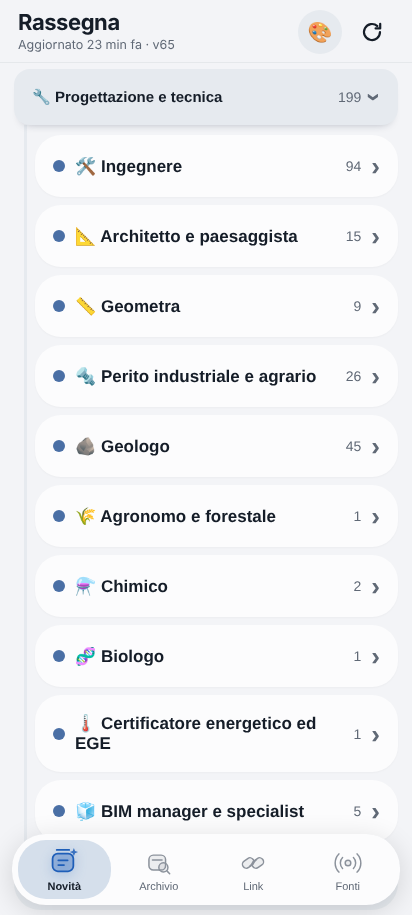 Rassegna
Aggiornato 23 min fa · v65
🔧 Progettazione e tecnica 199
🛠️ Ingegnere 94
📐 Architetto e paesaggista 15
📏 Geometra 9
🔩 Perito industriale e agrario 26
🪨 Geologo 45
🌾 Agronomo e forestale 1
⚗️ Chimico 2
🧬 Biologo 1
🌡️ Certificatore energetico ed
EGE 1
🧊 BIM manager e specialist 5
Novità Archivio Link Fonti